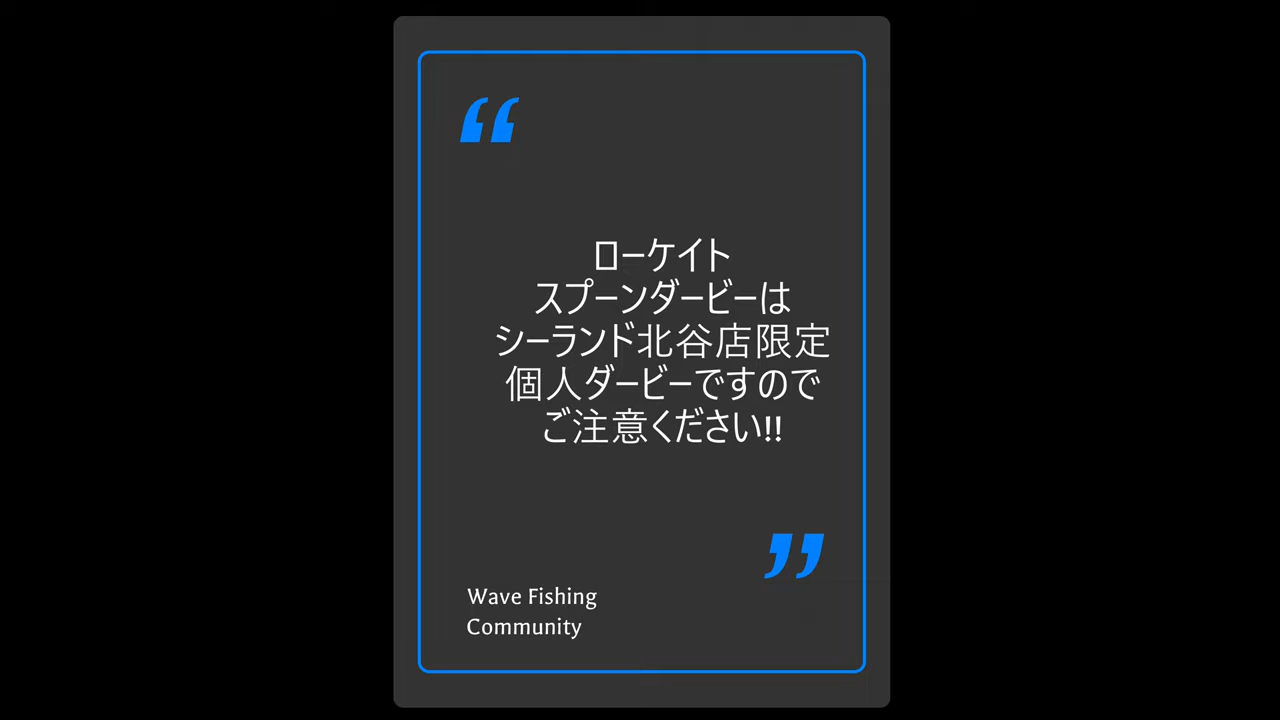 ローケイト
スプーンダービーは
シーランド北谷店限定
個人ダービーですので
ご注意ください!!
Wave Fishing
Community